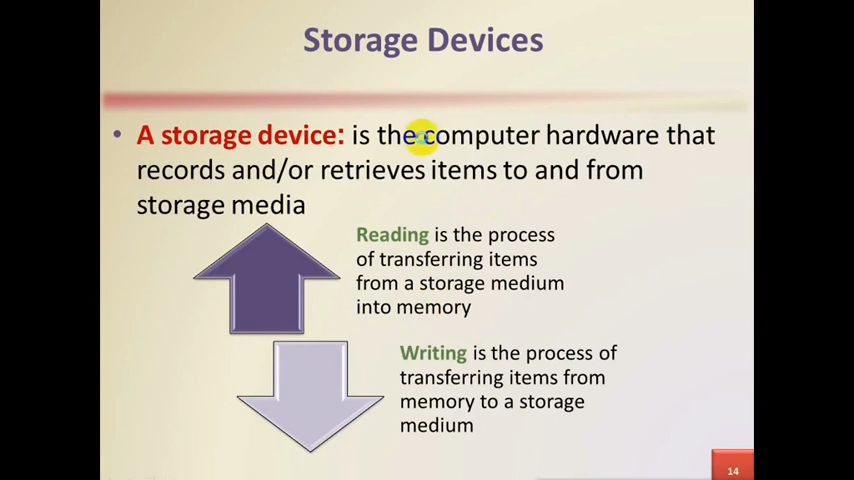 Storage Devices
• A storage device: is the computer hardware that
records and/or retrieves items to and from
storage media
Reading is the process
of transferring items
from a storage medium
into memory
Writing is the process of
transferring items from
memory to a storage
medium
14